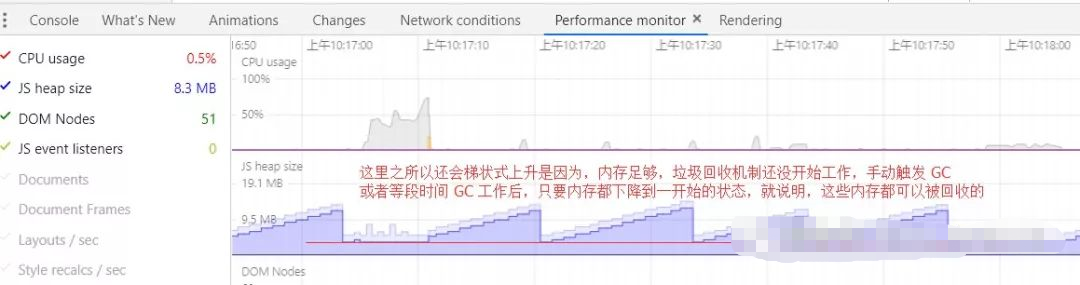 Console What's New Animations Changes Network conditions Performance monitor × Rendering
CPU usage 0.5%
JS heap size 8.3 MB
DOM Nodes 51
JS event listeners 0
Documents
Document Frames
Layouts / sec
Style recalcs / sec
16:50 上午10:17:00 上午10:17:10 上午10:17:20 上午10:17:30 上午10:17:40 上午10:17:50 上午10:18:00
CPU usage
100%
50%
JS heap size
19.1 MB
9.5 MB
这里之所以还会梯状式上升是因为，内存足够，垃圾回收机制还没开始工作，手动触发 GC
或者等段时间 GC 工作后，只要内存都下降到一开始的状态，就说明，这些内存都可以被回收的
DOM Nodes